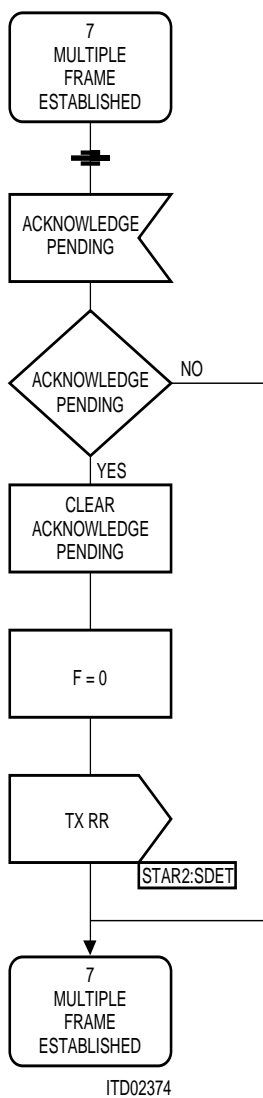 7
MULTIPLE
FRAME
ESTABLISHED
ACKNOWLEDGE
PENDING
ACKNOWLEDGE
PENDING
NO
YES
CLEAR
ACKNOWLEDGE
PENDING
F = 0
TX RR
STAR2:SDET
7
MULTIPLE
FRAME
ESTABLISHED
ITD02374